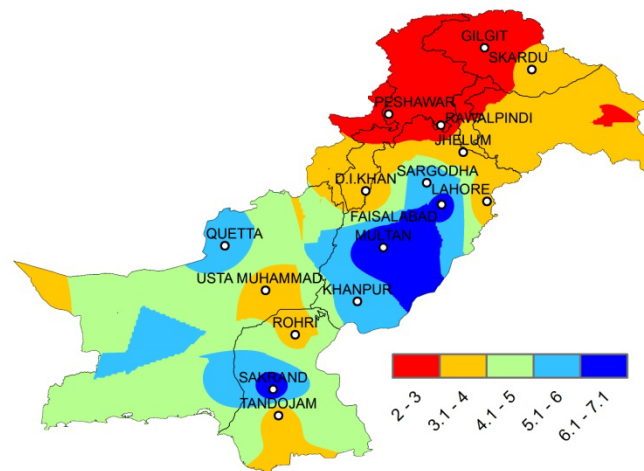 GILGIT
SKARDU
PESHAWAR
RAWALPINDI
JHELUM
SARGODHA
D.I.KHAN
LAHORE
FAISALABAD
QUETTA
MULTAN
USTA MUHAMMAD
KHANPUR
ROHRI
SAKRAND
TANDOJAM
2 - 3
3.1 - 4
4.1 - 5
5.1 - 6
6.1 - 7.1